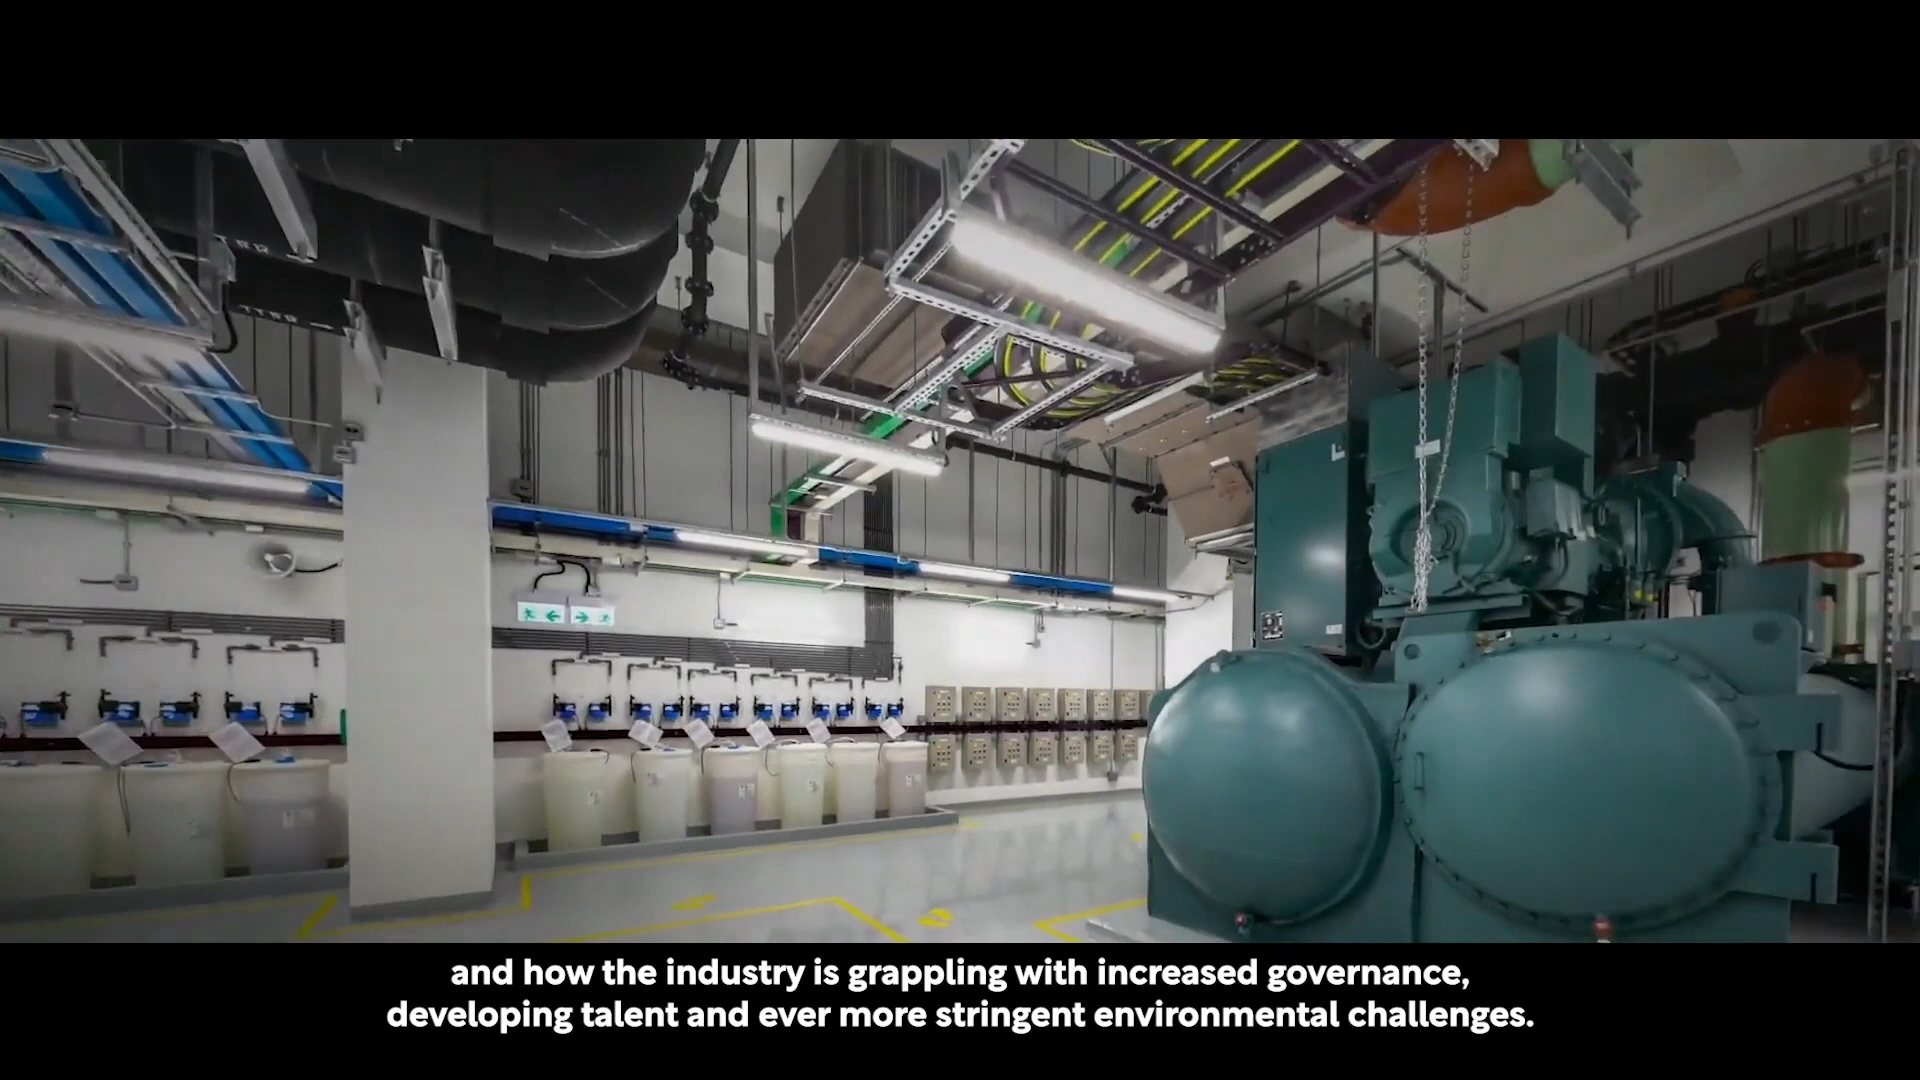 and how the industry is grappling with increased governance,
developing talent and ever more stringent environmental challenges.